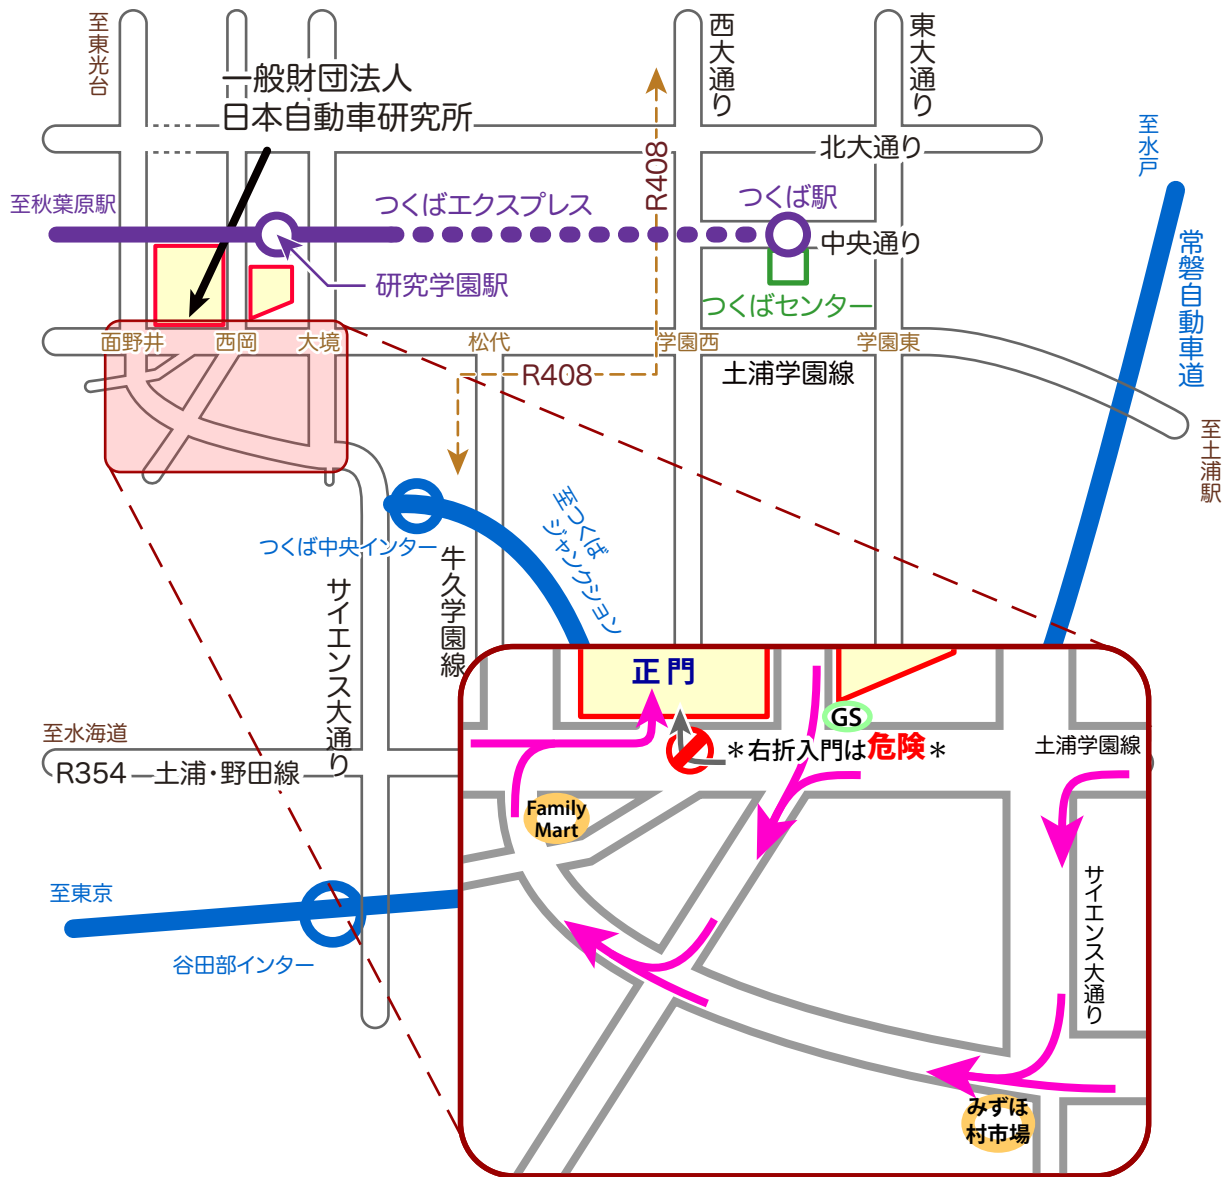 至東光台
西大通り
東大通り
一般財団法人
日本自動車研究所
北大通り
至水戸
R408
至秋葉原駅
つくばエクスプレス
つくば駅
中央通り
常磐自動車道
研究学園駅
つくばセンター
面野井
西岡
大境
松代
学園西
学園東
R408
土浦学園線
至土浦駅
つくば中央インター
至つくば
ジャンクション
牛久学園線
サイエンス大通り
至水海道
R354
土浦・野田線
至東京
谷田部インター
正門
GS
＊右折入門は危険＊
土浦学園線
Family
Mart
サイエンス大通り
みずほ
村市場